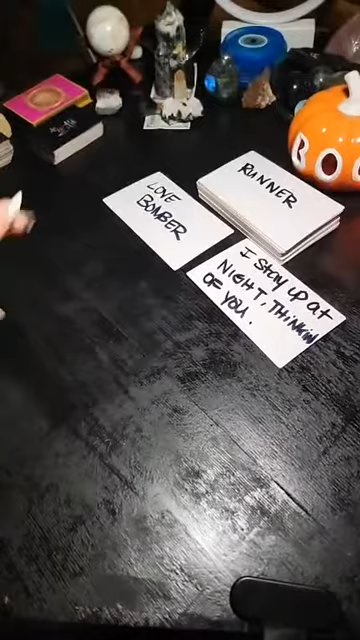 RUNNER
LOVE
BOMBER
I STAY up AT
NIGHT, THiNKiN
OF YOU.
BOO